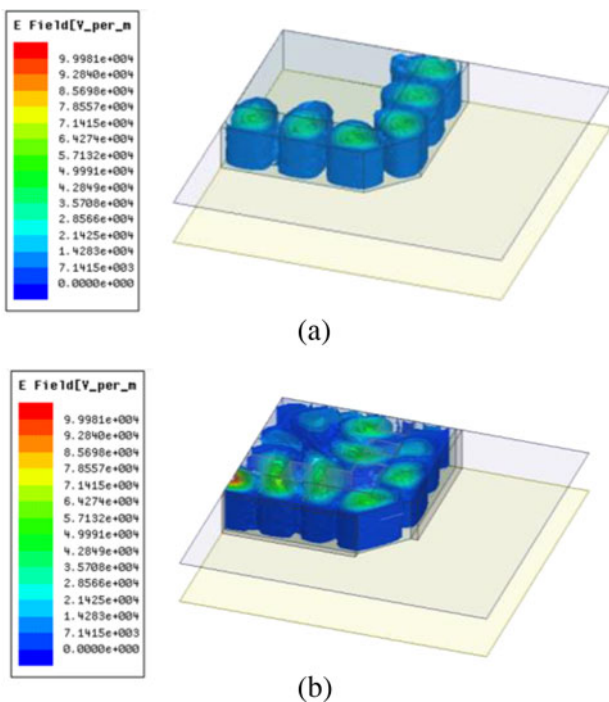 E Field[V_per_m
9.9981e+004
9.2840e+004
8.5698e+004
7.8557e+004
7.1415e+004
6.4274e+004
5.7132e+004
4.9991e+004
4.2849e+004
3.5708e+004
2.8566e+004
2.1425e+004
1.4283e+004
7.1415e+003
0.0000e+000
(a)
E Field[V_per_m
9.9981e+004
9.2840e+004
8.5698e+004
7.8557e+004
7.1415e+004
6.4274e+004
5.7132e+004
4.9991e+004
4.2849e+004
3.5708e+004
2.8566e+004
2.1425e+004
1.4283e+004
7.1415e+003
0.0000e+000
(b)